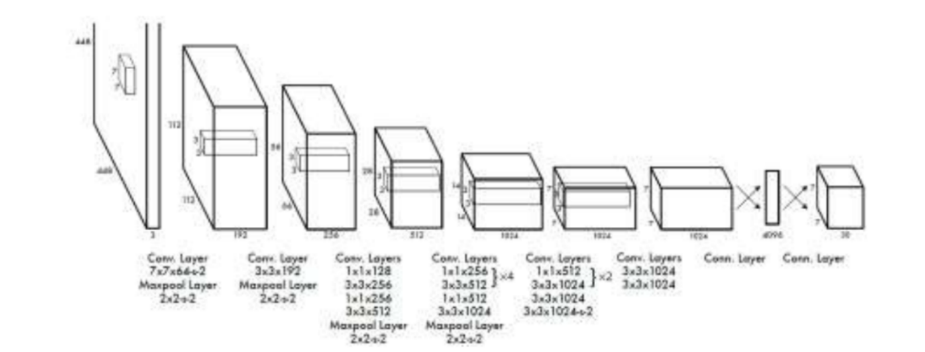 448
7
7
448
3
112
3
3
112
192
56
3
3
56
256
28
3
3
28
512
14
3
3
14
1024
7
3
3
7
1024
7
7
1024
4096
7
7
30
Conv. Layer
7x7x64-s-2
Maxpool Layer
2x2-s-2
Conv. Layer
3x3x192
Maxpool Layer
2x2-s-2
Conv. Layers
1x1x128
3x3x256
1x1x256
3x3x512
Maxpool Layer
2x2-s-2
Conv. Layers
1x1x256
3x3x512
}x4
1x1x512
3x3x1024
Maxpool Layer
2x2-s-2
Conv. Layers
1x1x512
3x3x1024
}x2
3x3x1024
3x3x1024-s-2
Conv. Layers
3x3x1024
3x3x1024
Conn. Layer
Conn. Layer